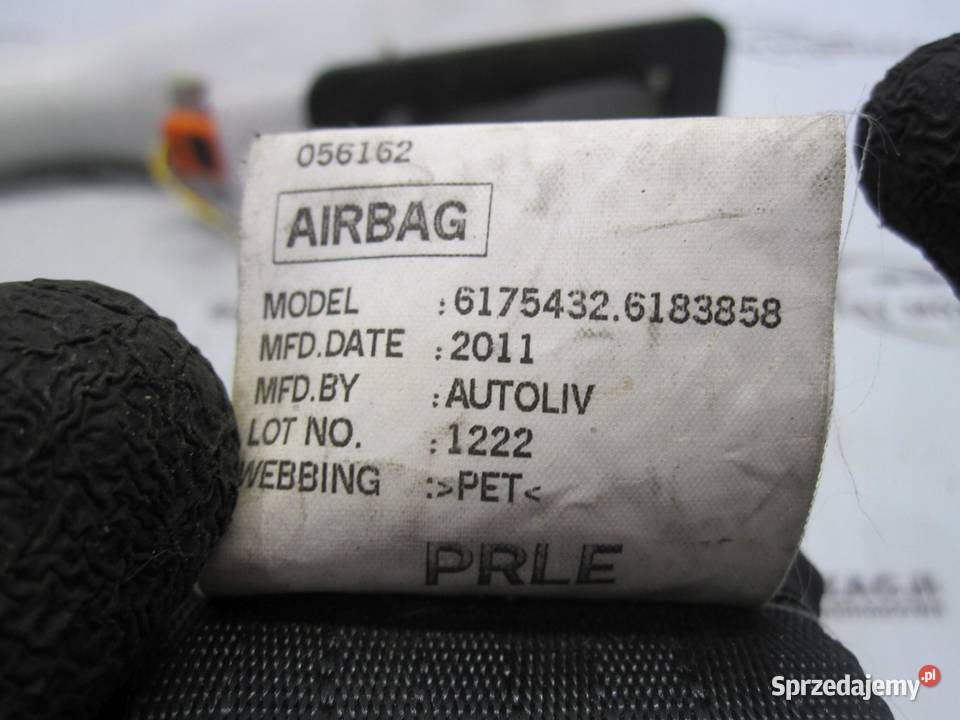 056162
AIRBAG
MODEL :6175432.6183858
MFD.DATE :2011
MFD.BY :AUTOLIV
LOT NO. :1222
WEBBING :>PET<
PRLE
Sprzedajemy.pl